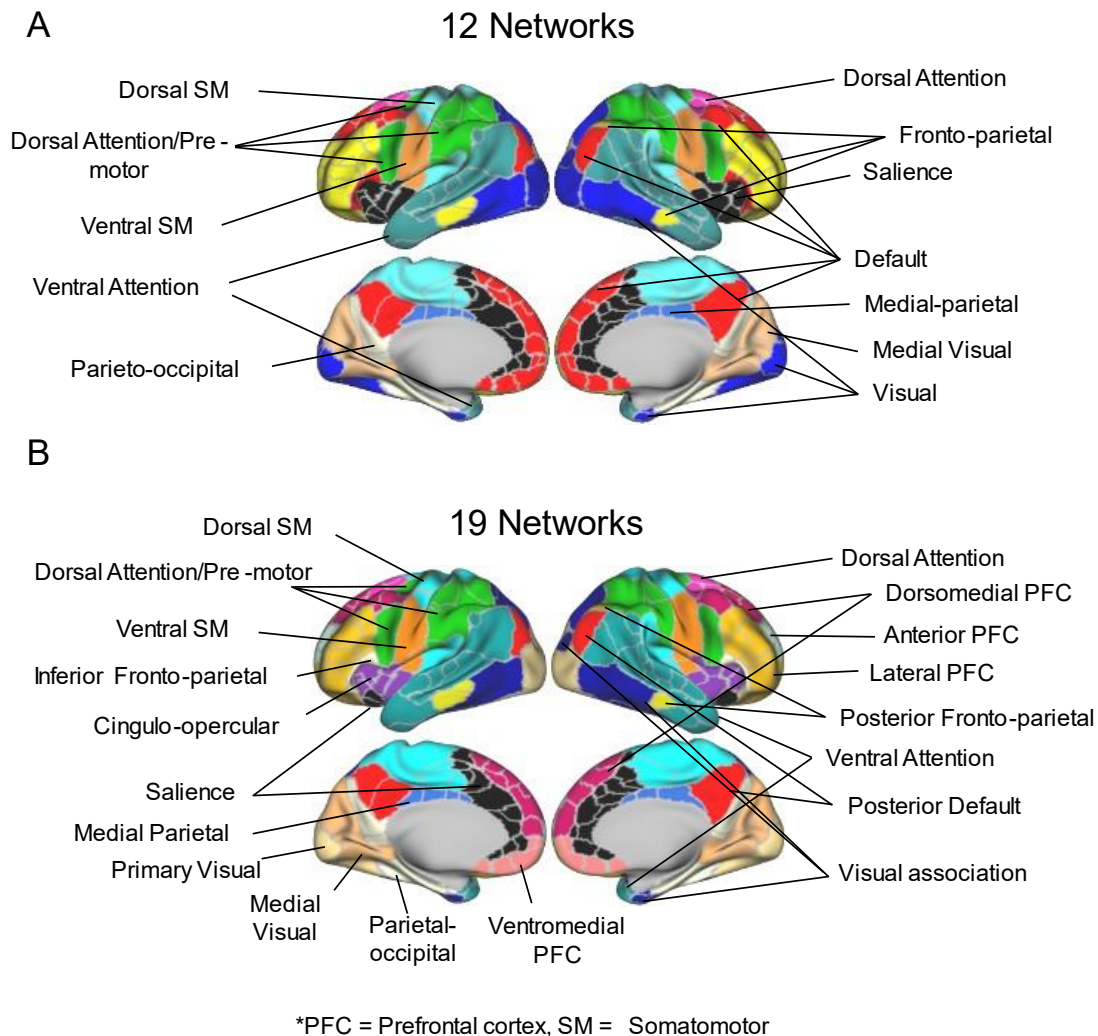 A
12 Networks
Dorsal SM
Dorsal Attention/Pre-
motor
Ventral SM
Ventral Attention
Parieto-occipital
Dorsal Attention
Fronto-parietal
Salience
Default
Medial-parietal
Medial Visual
Visual
B
19 Networks
Dorsal SM
Dorsal Attention/Pre-motor
Ventral SM
Inferior Fronto-parietal
Cingulo-opercular
Salience
Medial Parietal
Primary Visual
Medial
Visual
Parietal-
occipital
Ventromedial
PFC
Dorsal Attention
Dorsomedial PFC
Anterior PFC
Lateral PFC
Posterior Fronto-parietal
Ventral Attention
Posterior Default
Visual association
*PFC = Prefrontal cortex, SM = Somatomotor